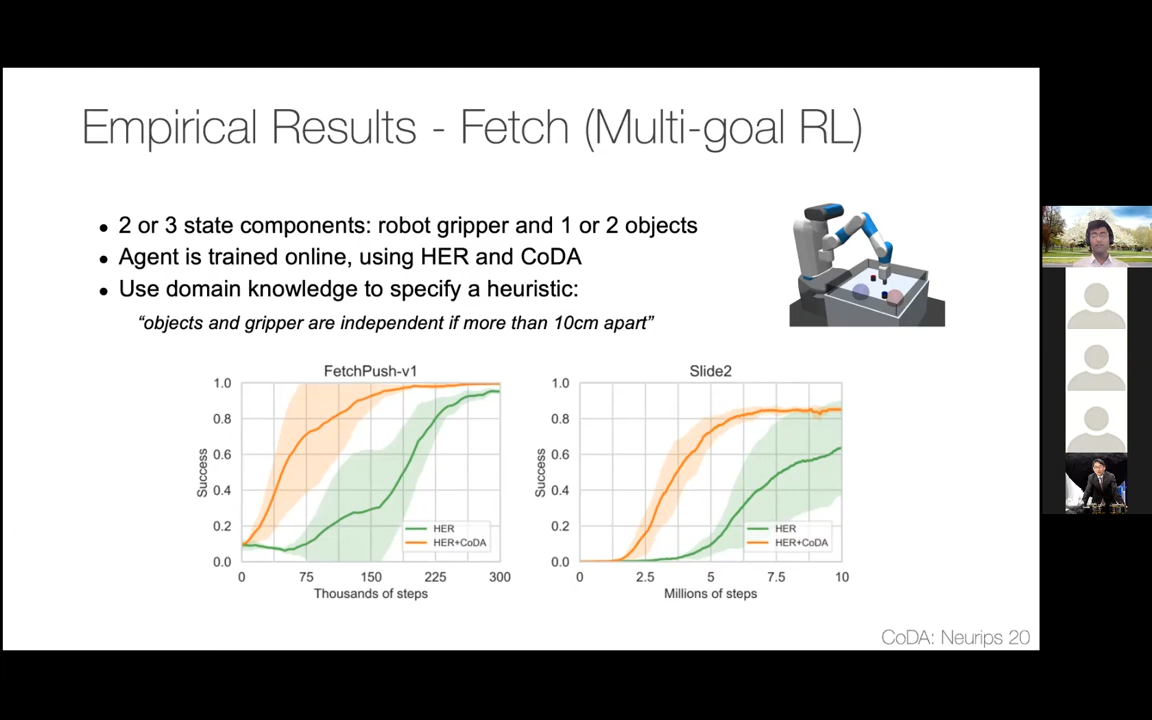 Empirical Results - Fetch (Multi-goal RL)
• 2 or 3 state components: robot gripper and 1 or 2 objects
• Agent is trained online, using HER and CoDA
• Use domain knowledge to specify a heuristic:
“objects and gripper are independent if more than 10cm apart”
FetchPush-v1
1.0
0.8
0.6
0.4
0.2
0.0
Success
HER
HER+CoDA
0 75 150 225 300
Thousands of steps
Slide2
1.0
0.8
0.6
0.4
0.2
0.0
Success
HER
HER+CoDA
0 2.5 5 7.5 10
Millions of steps
CoDA: Neurips 20